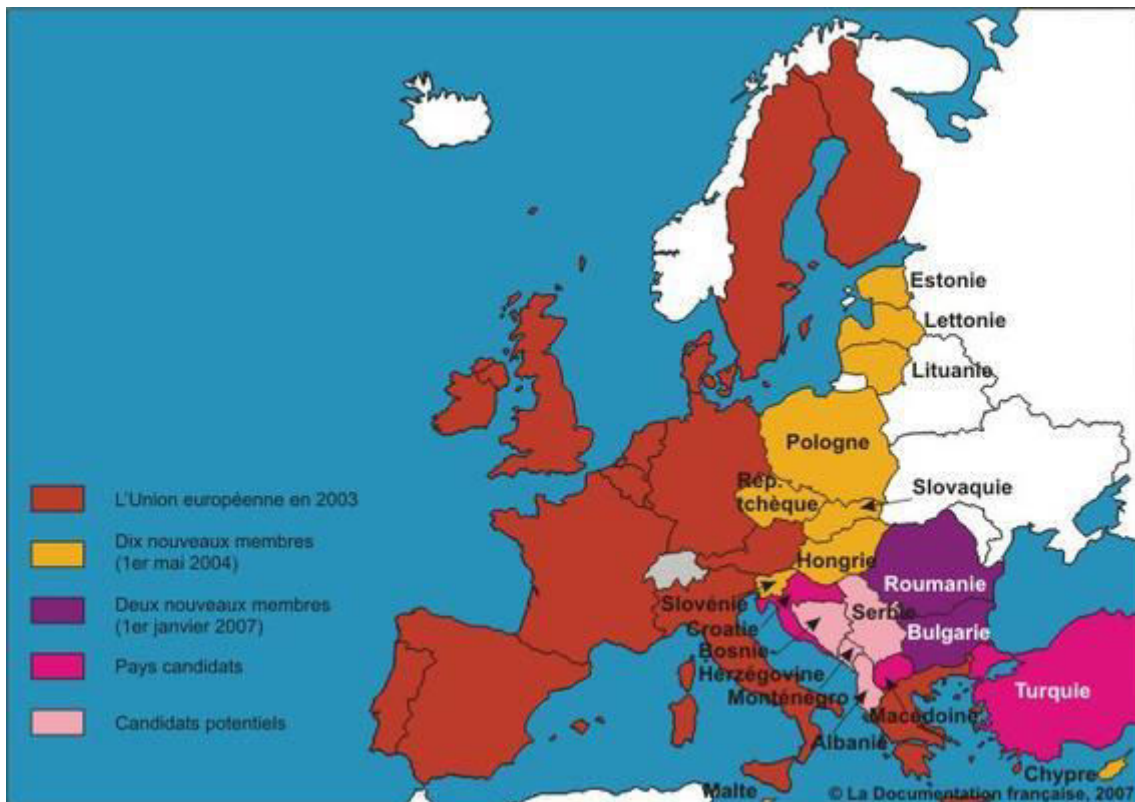 Estonie
Lettonie
Lituanie
Pologne
Rép.
tchèque
Slovaquie
Hongrie
Roumanie
Slovénie
Serbie
Croatie
Bulgarie
Bosnie-
Herzégovine
Monténégro
Turquie
Macédoine
Albanie
Chypre
Malte
L'Union européenne en 2003
Dix nouveaux membres
(1er mai 2004)
Deux nouveaux membres
(1er janvier 2007)
Pays candidats
Candidats potentiels
© La Documentation française, 2007